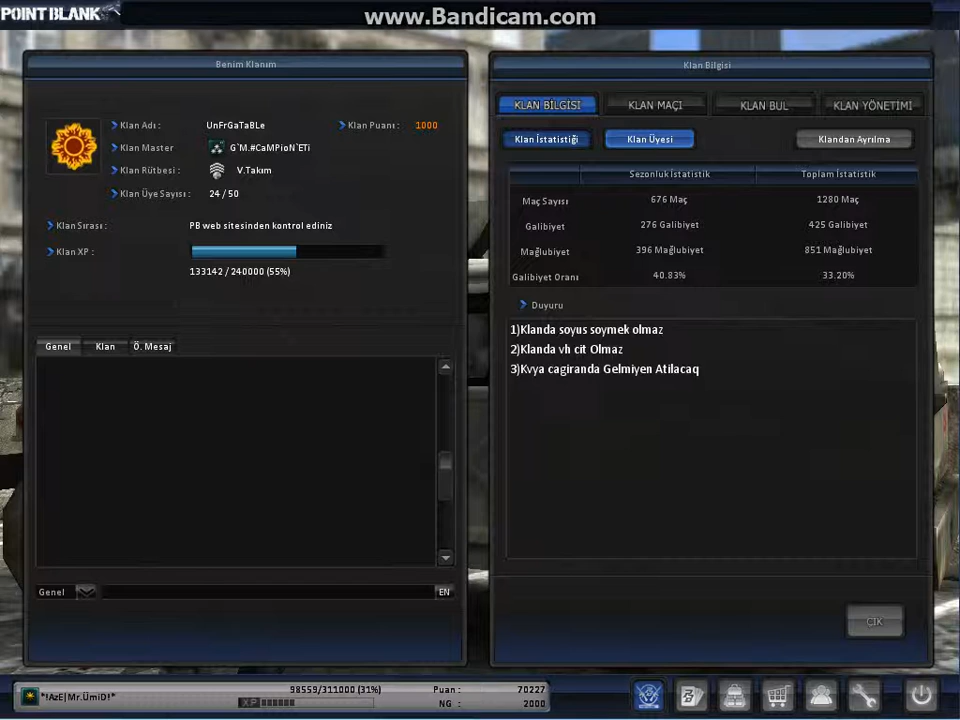 POINT BLANK
www.Bandicam.com
Benim Klanım
Klan Adı: UnFrGaTaBLe
Klan Puanı: 1000
Klan Master G`M.#CaMPioN`ETi
Klan Rütbesi: V.Takım
Klan Üye Sayısı: 24 / 50
Klan Sırası: PB web sitesinden kontrol ediniz
Klan XP:
133142 / 240000 (55%)
Genel Klan Ö. Mesaj
Genel EN
Klan Bilgisi
KLAN BİLGİSİ KLAN MAÇI KLAN BUL KLAN YÖNETİMİ
Klan İstatistiği Klan Üyesi Klandan Ayrılma
Sezonluk İstatistik Toplam İstatistik
Maç Sayısı 676 Maç 1280 Maç
Galibiyet 276 Galibiyet 425 Galibiyet
Mağlubiyet 396 Mağlubiyet 851 Mağlubiyet
Galibiyet Oranı 40.83% 33.20%
Duyuru
1)Klanda soyus soymek olmaz
2)Klanda vh cit Olmaz
3)Kvya cagiranda Gelmiyen Atilacaq
ÇIK
*!AzE|Mr.ÜmiD!*
98559/311000 (31%)
XP
Puan: 70227
NG: 2000